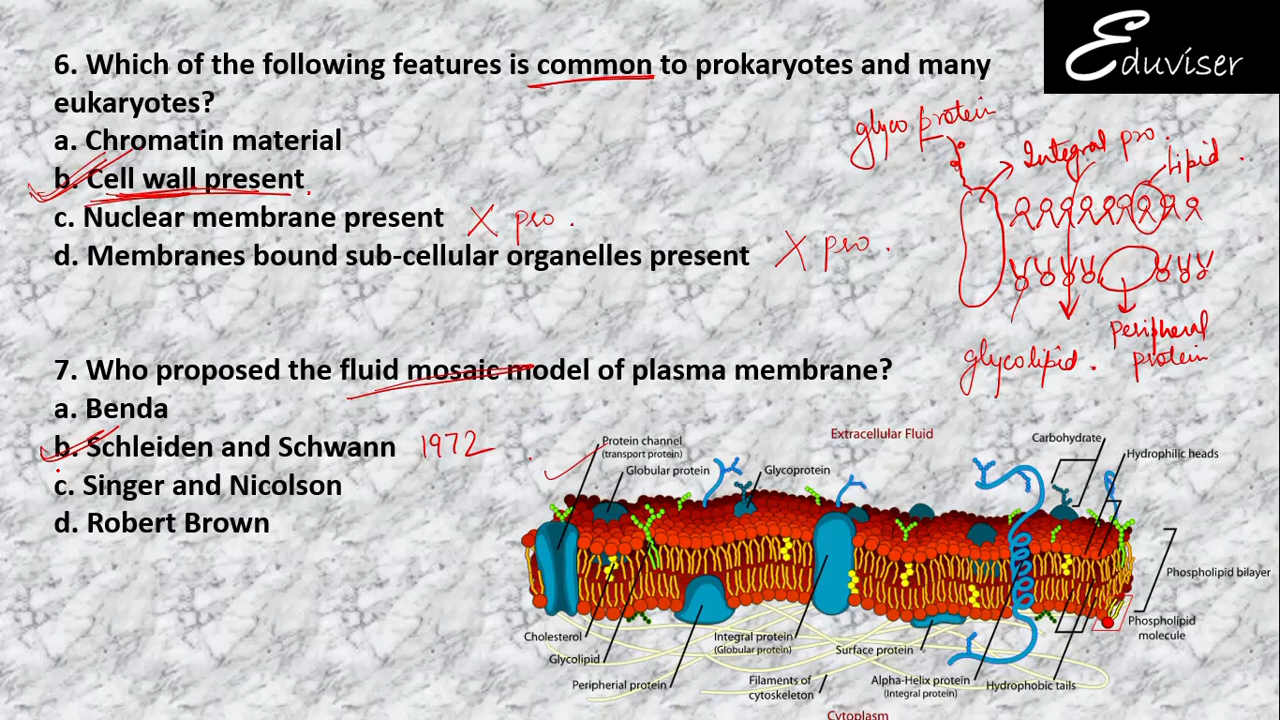 Eduviser
6. Which of the following features is common to prokaryotes and many
eukaryotes?
a. Chromatin material
b. Cell wall present
c. Nuclear membrane present X pro.
d. Membranes bound sub-cellular organelles present X pro.
glyco protein
Integral pro.
Lipid.
glycolipid.
peripheral
protein
7. Who proposed the fluid mosaic model of plasma membrane?
a. Benda
b. Schleiden and Schwann 1972
c. Singer and Nicolson
d. Robert Brown
Extracellular Fluid
Protein channel
(transport protein)
Globular protein
Glycoprotein
Carbohydrate
Hydrophilic heads
Phospholipid bilayer
Phospholipid
molecule
Cholesterol
Glycolipid
Peripherial protein
Integral protein
(Globular protein)
Filaments of
cytoskeleton
Surface protein
Alpha-Helix protein
(Integral protein)
Hydrophobic tails
Cytoplasm